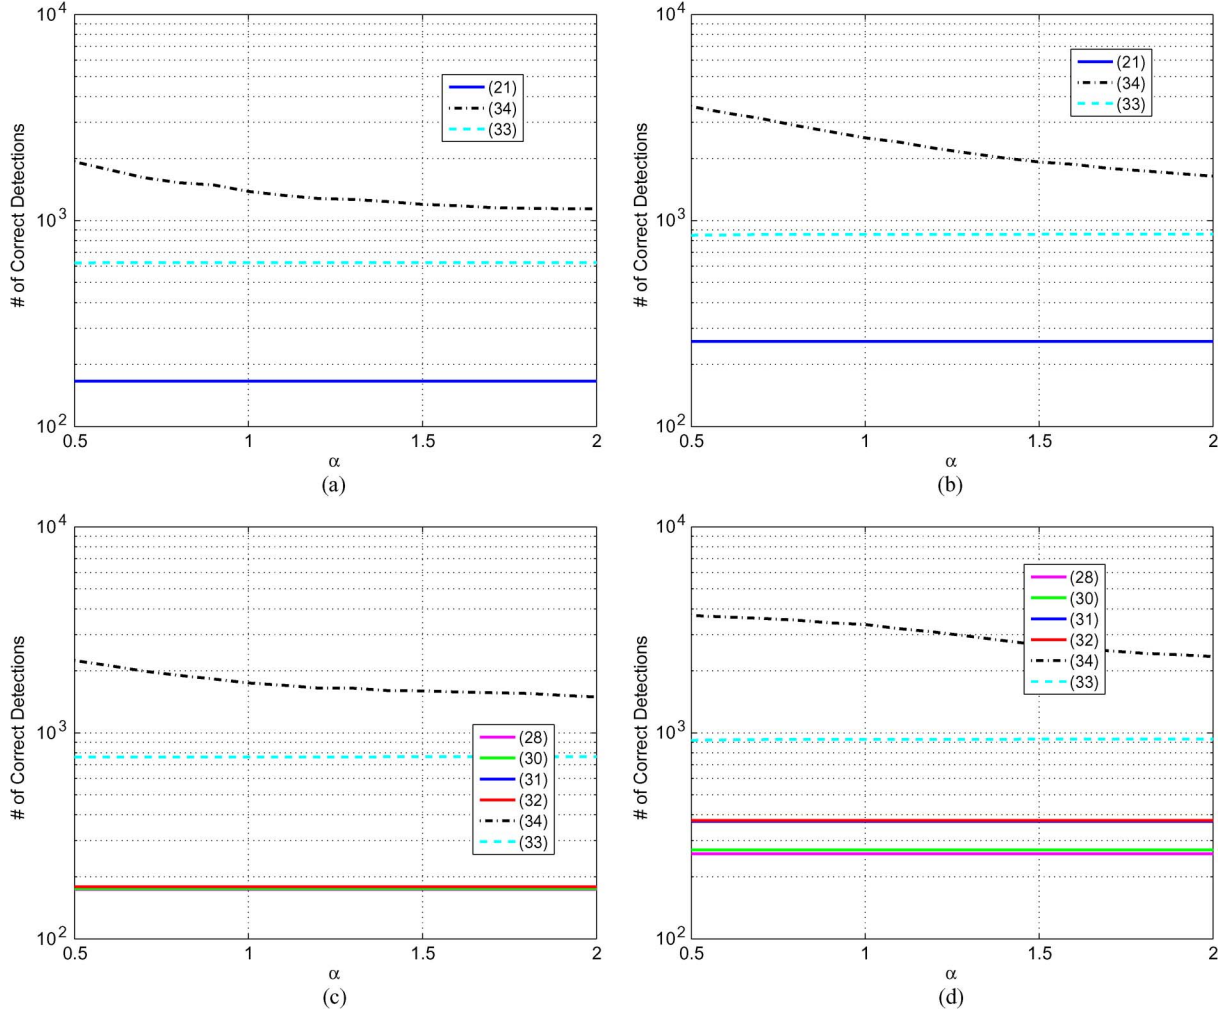 10^4
10^3
10^2
# of Correct Detections
(21)
(34)
(33)
0.5 1 1.5 2
α
(a)
10^4
10^3
10^2
# of Correct Detections
(21)
(34)
(33)
0.5 1 1.5 2
α
(b)
10^4
10^3
10^2
# of Correct Detections
(28)
(30)
(31)
(32)
(34)
(33)
0.5 1 1.5 2
α
(c)
10^4
10^3
10^2
# of Correct Detections
(28)
(30)
(31)
(32)
(34)
(33)
0.5 1 1.5 2
α
(d)